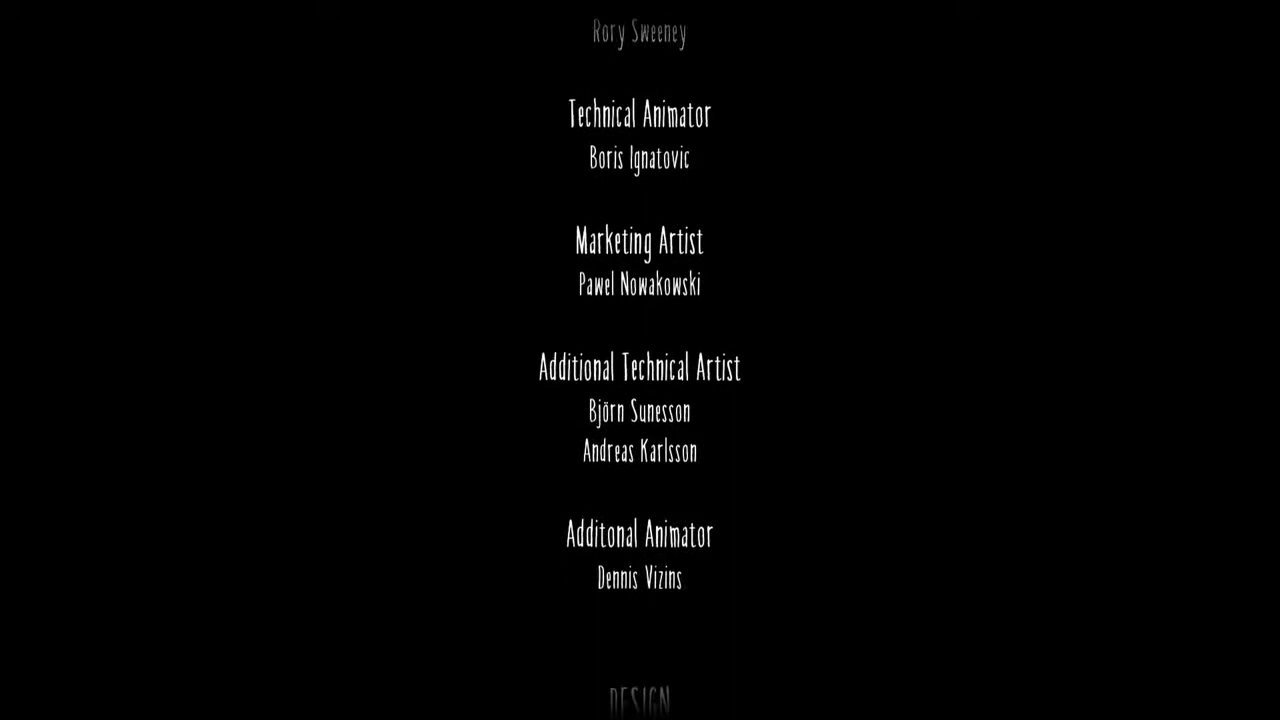 Rory Sweeney
Technical Animator
Boris Ignatovic
Marketing Artist
Pawel Nowakowski
Additional Technical Artist
Björn Sunesson
Andreas Karlsson
Additonal Animator
Dennis Vizins
DESIGN